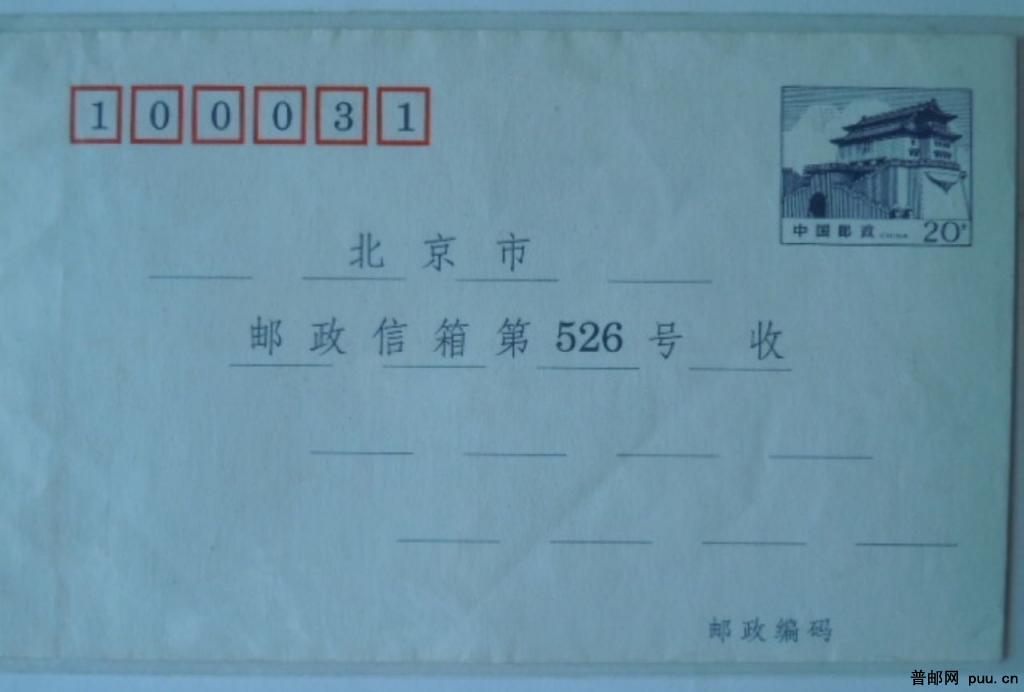 100031
中国邮政 CHINA 20分
北京市
邮政信箱第526号 收
邮政编码
普邮网 puu.cn